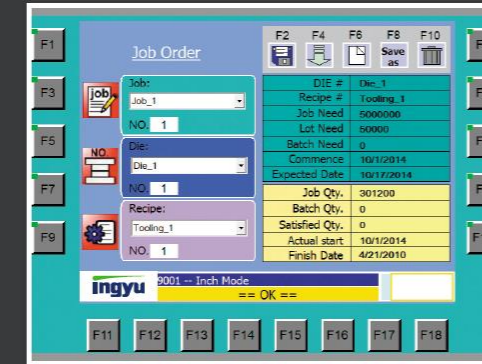 F2 F4 F6 F8 F10
F1
Job Order
Save as
F3
job
Job:
Job_1
NO. 1
F5
NO.
Die:
Die_1
NO. 1
F7
Recipe:
Tooling_1
NO. 1
F9
DIE # Die_1
Recipe # Tooling_1
Job Need 5000000
Lot Need 50000
Batch Need 0
Commence 10/1/2014
Expected Date 10/17/2014
Job Qty. 301200
Batch Qty. 0
Satisfied Qty. 0
Actual start 10/1/2014
Finish Date 4/21/2010
ingyu
9001 -- Inch Mode
== OK ==
F11 F12 F13 F14 F15 F16 F17 F18